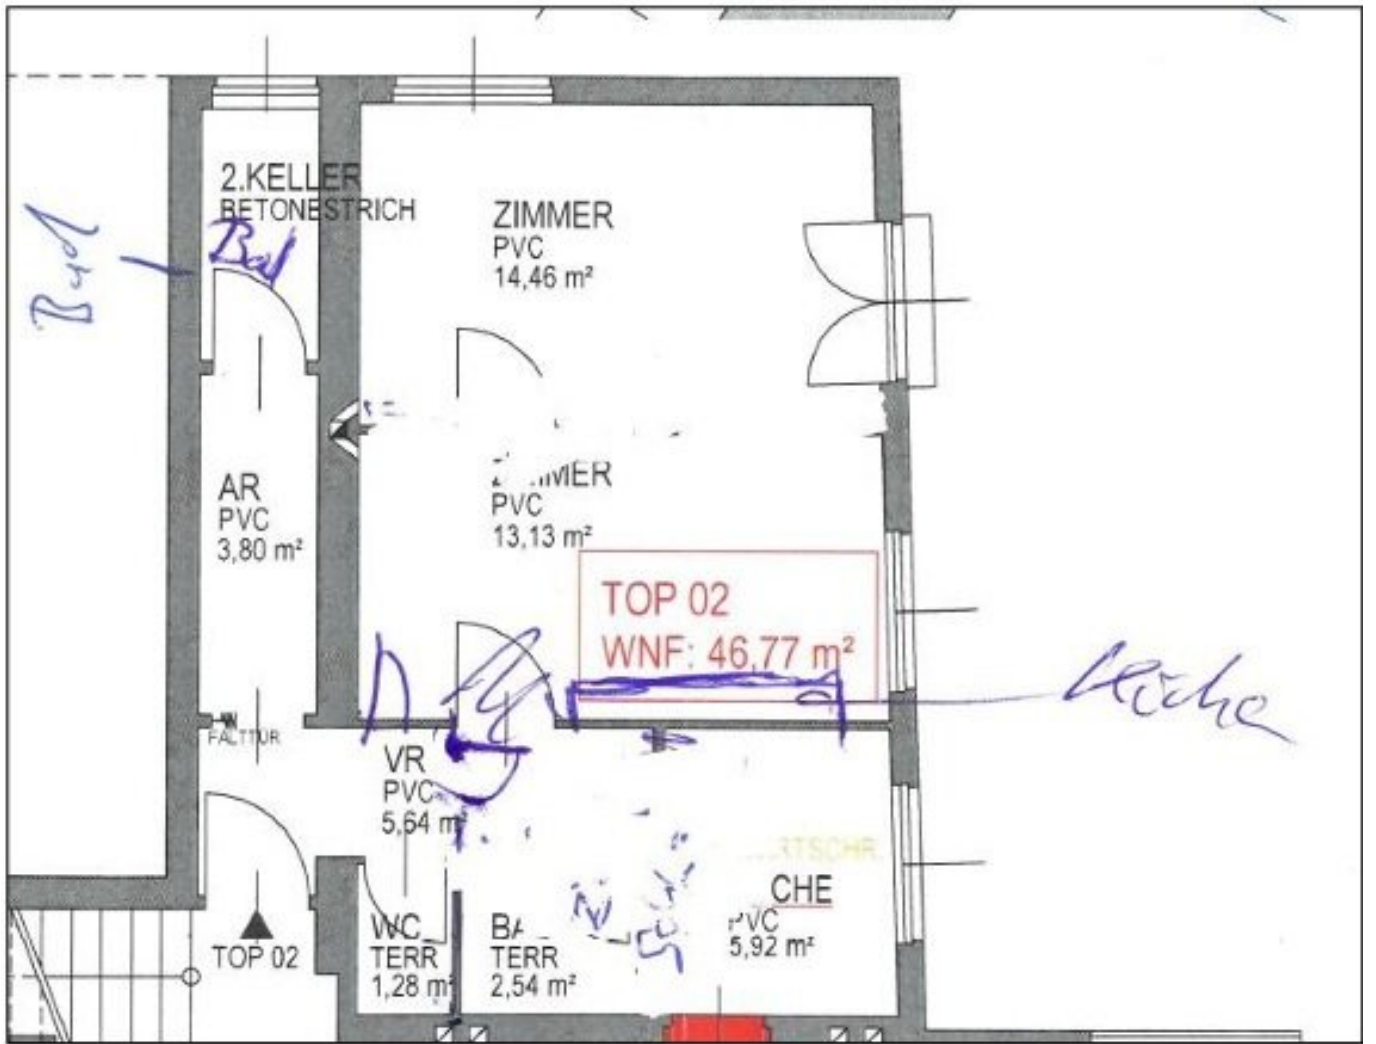 2.KELLER
BETONESTRICH
Bad
Bad
ZIMMER
PVC
14,46 m²
AR
PVC
3,80 m²
PVC
13,13 m²
TOP 02
WNF: 46,77 m²
Küche
FALTTÜR
VR
PVC
5,64 m²
CHE
PVC
5,92 m²
WC
TERR
1,28 m²
BA
TERR
2,54 m²
TOP 02